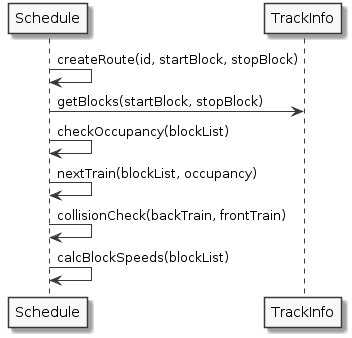 Schedule
TrackInfo
createRoute(id, startBlock, stopBlock)
getBlocks(startBlock, stopBlock)
checkOccupancy(blockList)
nextTrain(blockList, occupancy)
collisionCheck(backTrain, frontTrain)
calcBlockSpeeds(blockList)
Schedule
TrackInfo